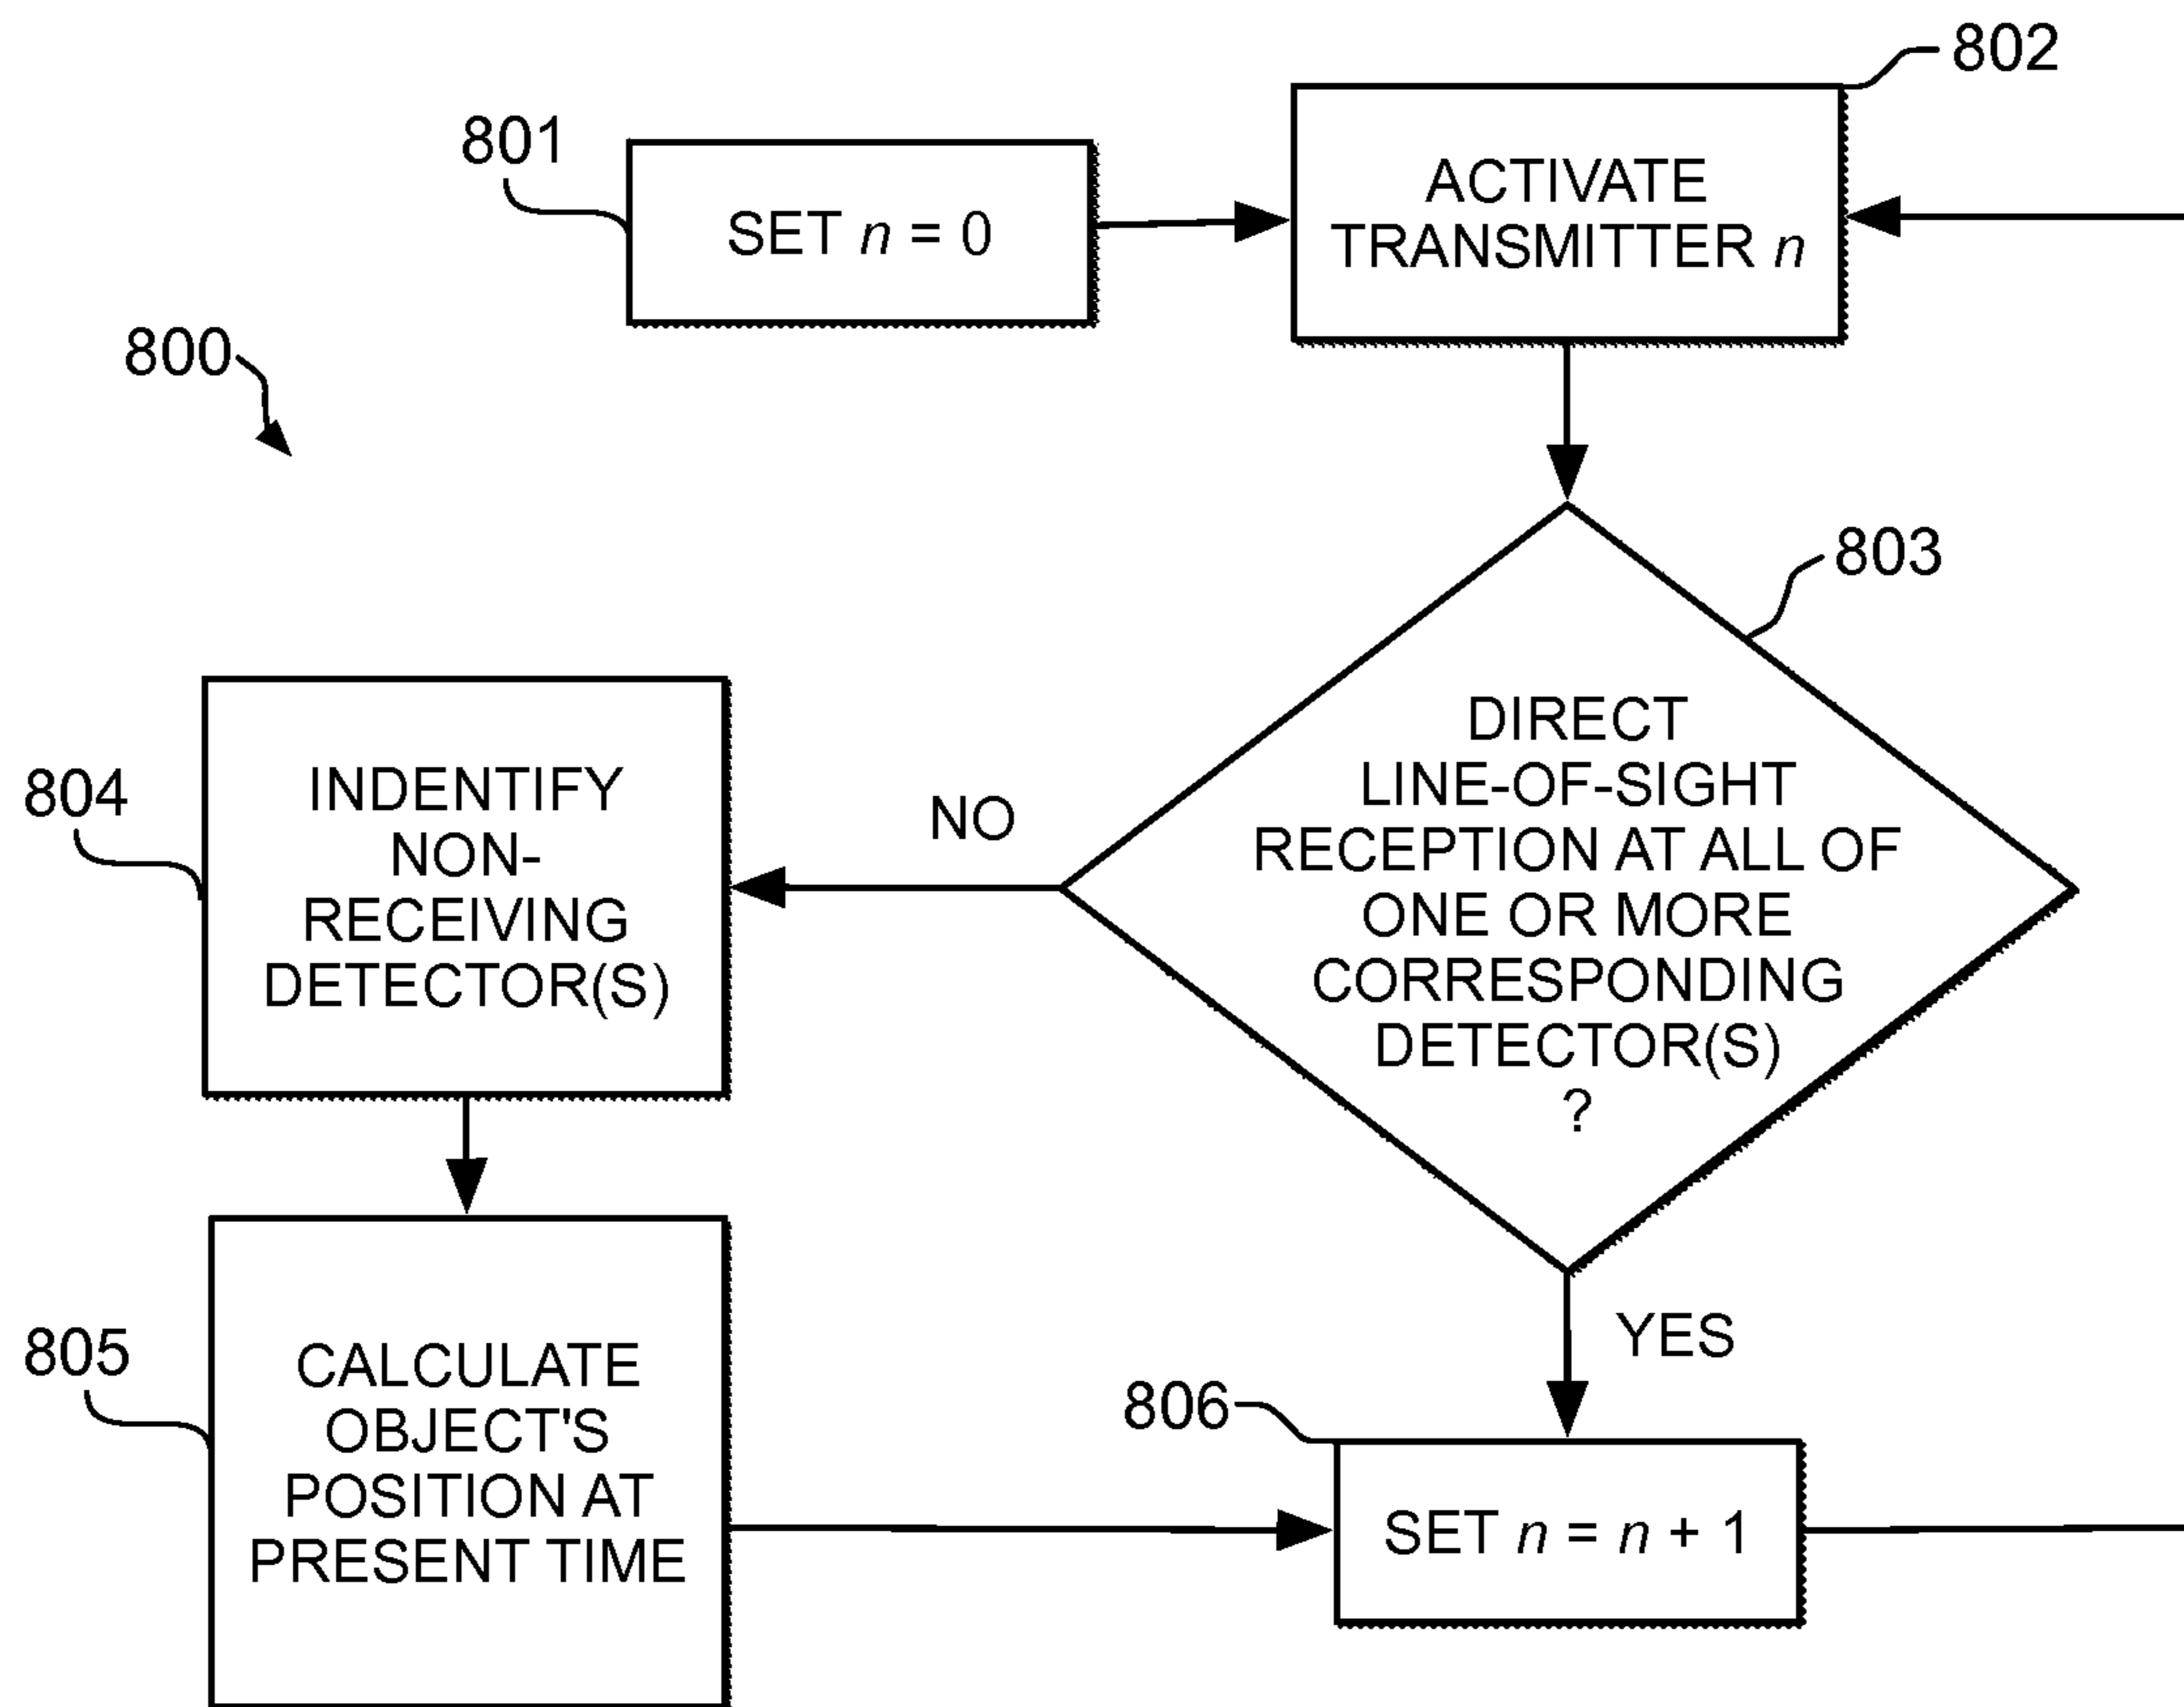 802
801
ACTIVATE
TRANSMITTER n
SET n = 0
800
803
DIRECT
LINE-OF-SIGHT
RECEPTION AT ALL OF
ONE OR MORE
CORRESPONDING
DETECTOR(S)
?
NO
804
INDENTIFY
NON-
RECEIVING
DETECTOR(S)
YES
805
CALCULATE
OBJECT'S
POSITION AT
PRESENT TIME
806
SET n = n + 1